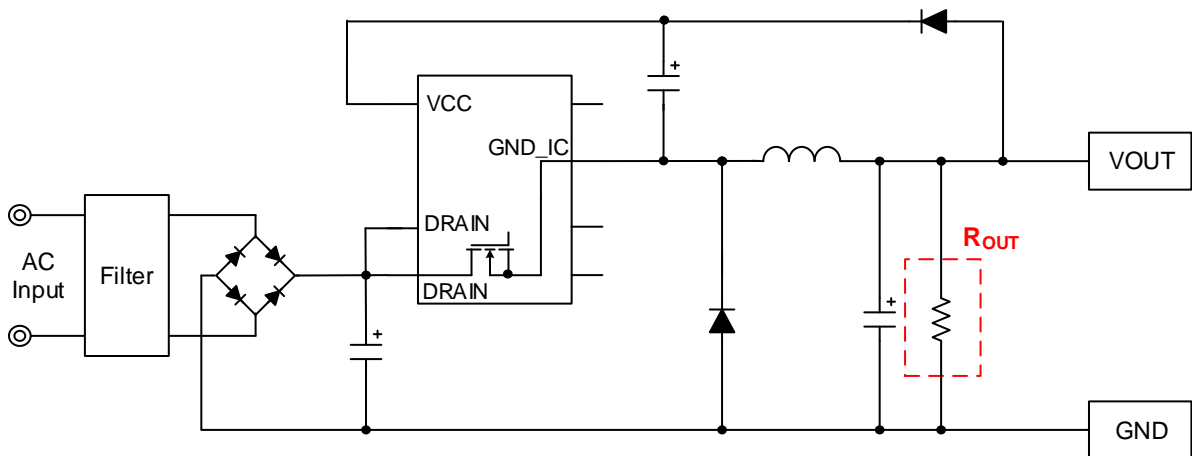 +
VCC
GND_IC
VOUT
DRAIN
ROUT
AC
Input
Filter
DRAIN
+
+
GND